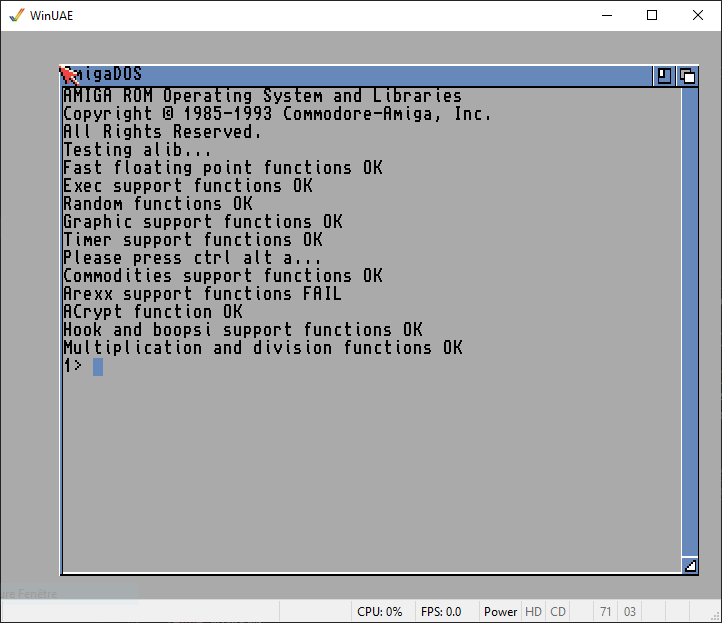 WinUAE
AmigaDOS
AMIGA ROM Operating System and Libraries
Copyright © 1985-1993 Commodore-Amiga, Inc.
All Rights Reserved.
Testing alib...
Fast floating point functions OK
Exec support functions OK
Random functions OK
Graphic support functions OK
Timer support functions OK
Please press ctrl alt a...
Commodities support functions OK
Arexx support functions FAIL
ACrypt function OK
Hook and boopsi support functions OK
Multiplication and division functions OK
1>
ure Fenêtre
CPU: 0% FPS: 0.0 Power HD CD 71 03